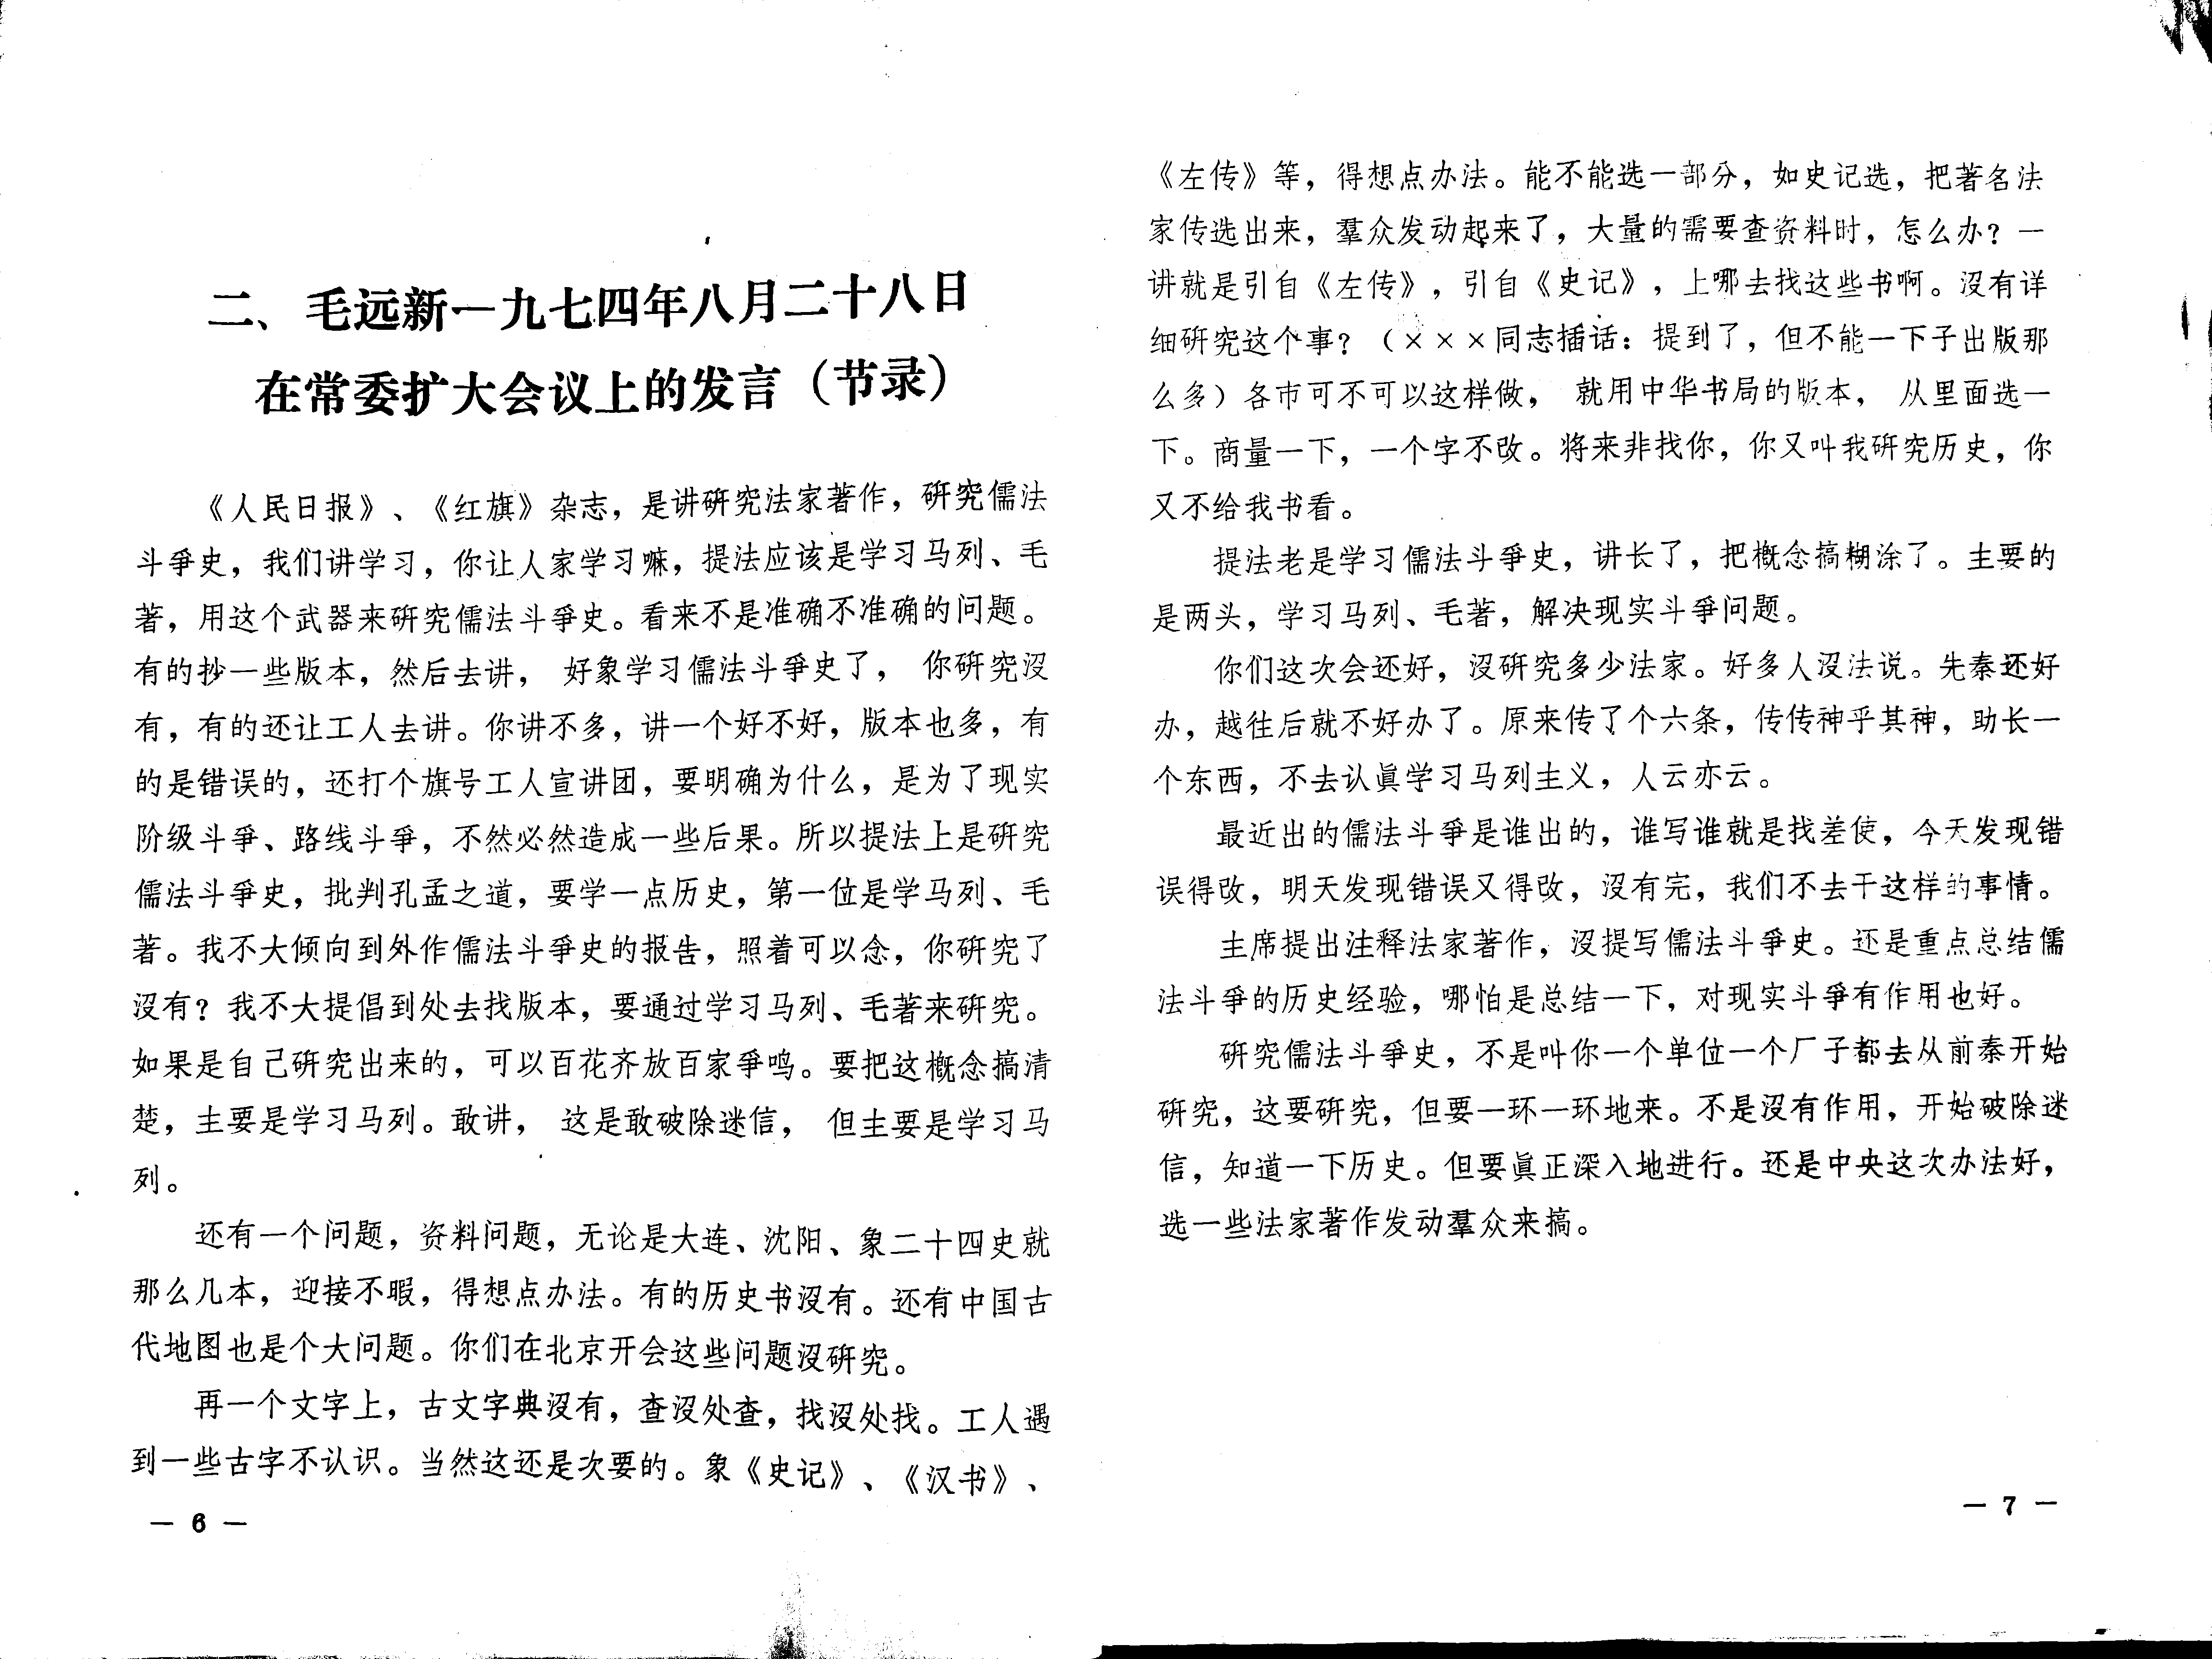 二、毛远新一九七四年八月二十八日
在常委扩大会议上的发言（节录）
《人民日报》、《红旗》杂志，是讲研究法家著作，研究儒法
斗爭史，我们讲学习，你让人家学习嘛，提法应该是学习马列、毛
著，用这个武器来研究儒法斗爭史。看来不是准确不准确的问题。
有的抄一些版本，然后去讲，好象学习儒法斗爭史了，你研究沒
有，有的还让工人去讲。你讲不多，讲一个好不好，版本也多，有
的是错误的，还打个旗号工人宣讲团，要明确为什么，是为了现实
阶级斗爭、路线斗爭，不然必然造成一些后果。所以提法上是研究
儒法斗爭史，批判孔孟之道，要学一点历史，第一位是学马列、毛
著。我不大倾向到外作儒法斗爭史的报告，照着可以念，你研究了
沒有？我不大提倡到处去找版本，要通过学习马列、毛著来研究。
如果是自己研究出来的，可以百花齐放百家爭鸣。要把这概念搞清
楚，主要是学习马列。敢讲，这是敢破除迷信，但主要是学习马
列。
还有一个问题，资料问题，无论是大连、沈阳、象二十四史就
那么几本，迎接不暇，得想点办法。有的历史书沒有。还有中国古
代地图也是个大问题。你们在北京开会这些问题沒研究。
再一个文字上，古文字典沒有，查沒处查，找沒处找。工人遇
到一些古字不认识。当然这还是次要的。象《史记》、《汉书》、
— 6 —
《左传》等，得想点办法。能不能选一部分，如史记选，把著名法
家传选出来，羣众发动起来了，大量的需要查资料时，怎么办？一
讲就是引自《左传》，引自《史记》，上哪去找这些书啊。沒有详
细研究这个事？（×××同志插话：提到了，但不能一下子出版那
么多）各市可不可以这样做，就用中华书局的版本，从里面选一
下。商量一下，一个字不改。将来非找你，你又叫我研究历史，你
又不给我书看。
提法老是学习儒法斗爭史，讲长了，把概念搞糊涂了。主要的
是两头，学习马列、毛著，解决现实斗爭问题。
你们这次会还好，沒研究多少法家。好多人沒法说。先秦还好
办，越往后就不好办了。原来传了个六条，传传神乎其神，助长一
个东西，不去认眞学习马列主义，人云亦云。
最近出的儒法斗爭是谁出的，谁写谁就是找差使，今天发现错
误得改，明天发现错误又得改，沒有完，我们不去干这样的事情。
主席提出注释法家著作，沒提写儒法斗爭史。还是重点总结儒
法斗爭的历史经验，哪怕是总结一下，对现实斗爭有作用也好。
研究儒法斗爭史，不是叫你一个单位一个厂子都去从前秦开始
研究，这要研究，但要一环一环地来。不是沒有作用，开始破除迷
信，知道一下历史。但要眞正深入地进行。还是中央这次办法好，
选一些法家著作发动羣众来搞。
— 7 —